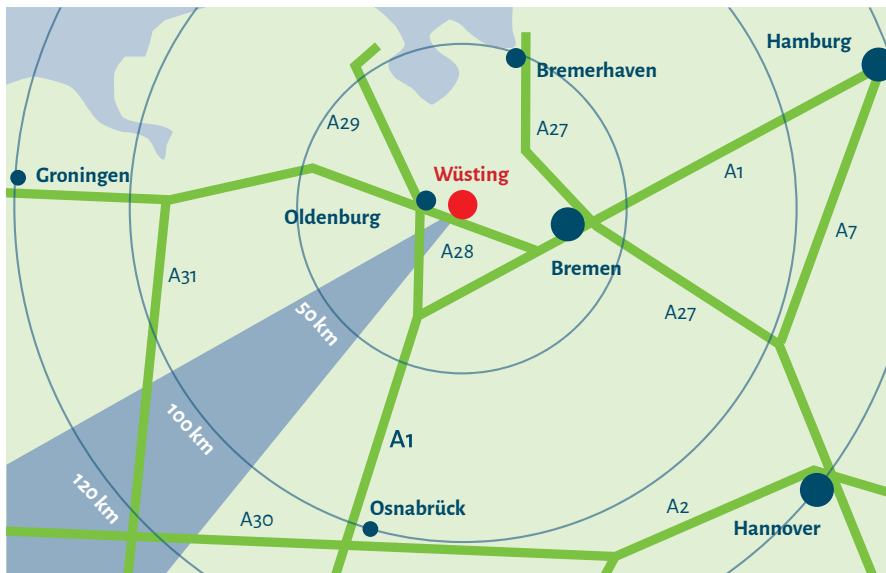 Hamburg
Bremerhaven
A29
A27
Wüsting
A1
Groningen
Oldenburg
A7
A28
Bremen
A31
50 km
A27
100 km
A1
120 km
Osnabrück
A2
A30
Hannover